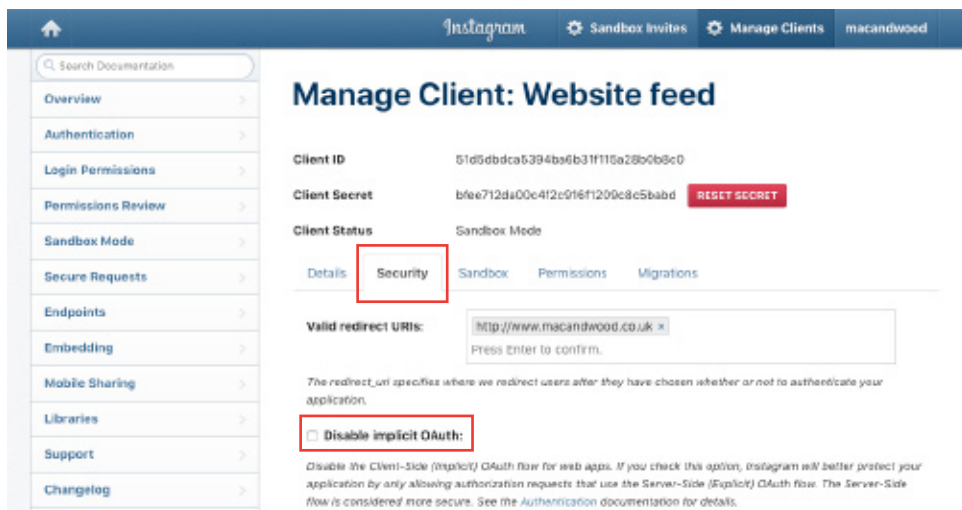 Instagram
Sandbox Invites
Manage Clients
macandwood
Search Documentation
Overview
Authentication
Login Permissions
Permissions Review
Sandbox Mode
Secure Requests
Endpoints
Embedding
Mobile Sharing
Libraries
Support
Changelog
Manage Client: Website feed
Client ID
Client Secret
RESET SECRET
Client Status Sandbox Mode
Details Security Sandbox Permissions Migrations
Valid redirect URIs: http://www.macandwood.co.uk ×
Press Enter to confirm.
The redirect_uri specifies where we redirect users after they have chosen whether or not to authenticate your
application.
Disable implicit OAuth:
Disable the Client-Side (Implicit) OAuth flow for web apps. If you check this option, Instagram will better protect your
application by only allowing authorization requests that use the Server-Side (Explicit) OAuth flow. The Server-Side
flow is considered more secure. See the Authentication documentation for details.